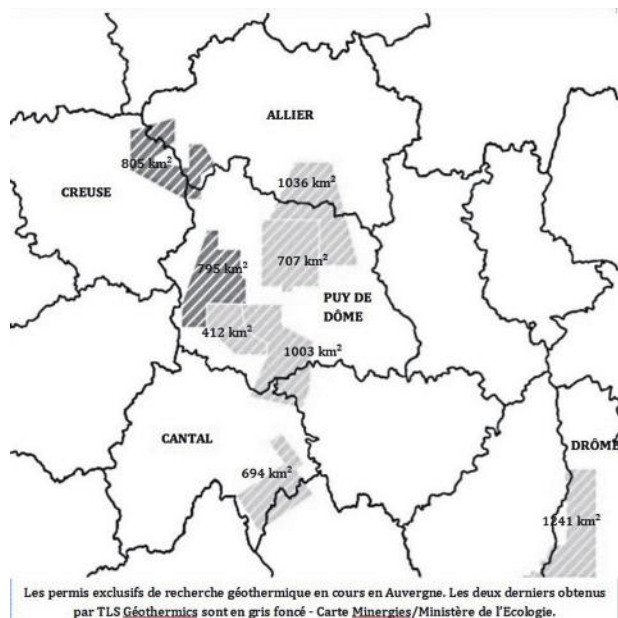 ALLIER
805 km²
CREUSE
1036 km²
795 km²
707 km²
PUY DE
DÔME
412 km²
1003 km²
CANTAL
DRÔME
694 km²
1241 km²
Les permis exclusifs de recherche géothermique en cours en Auvergne. Les deux derniers obtenus
par TLS Géothermics sont en gris foncé - Carte Minergies/Ministère de l'Ecologie.